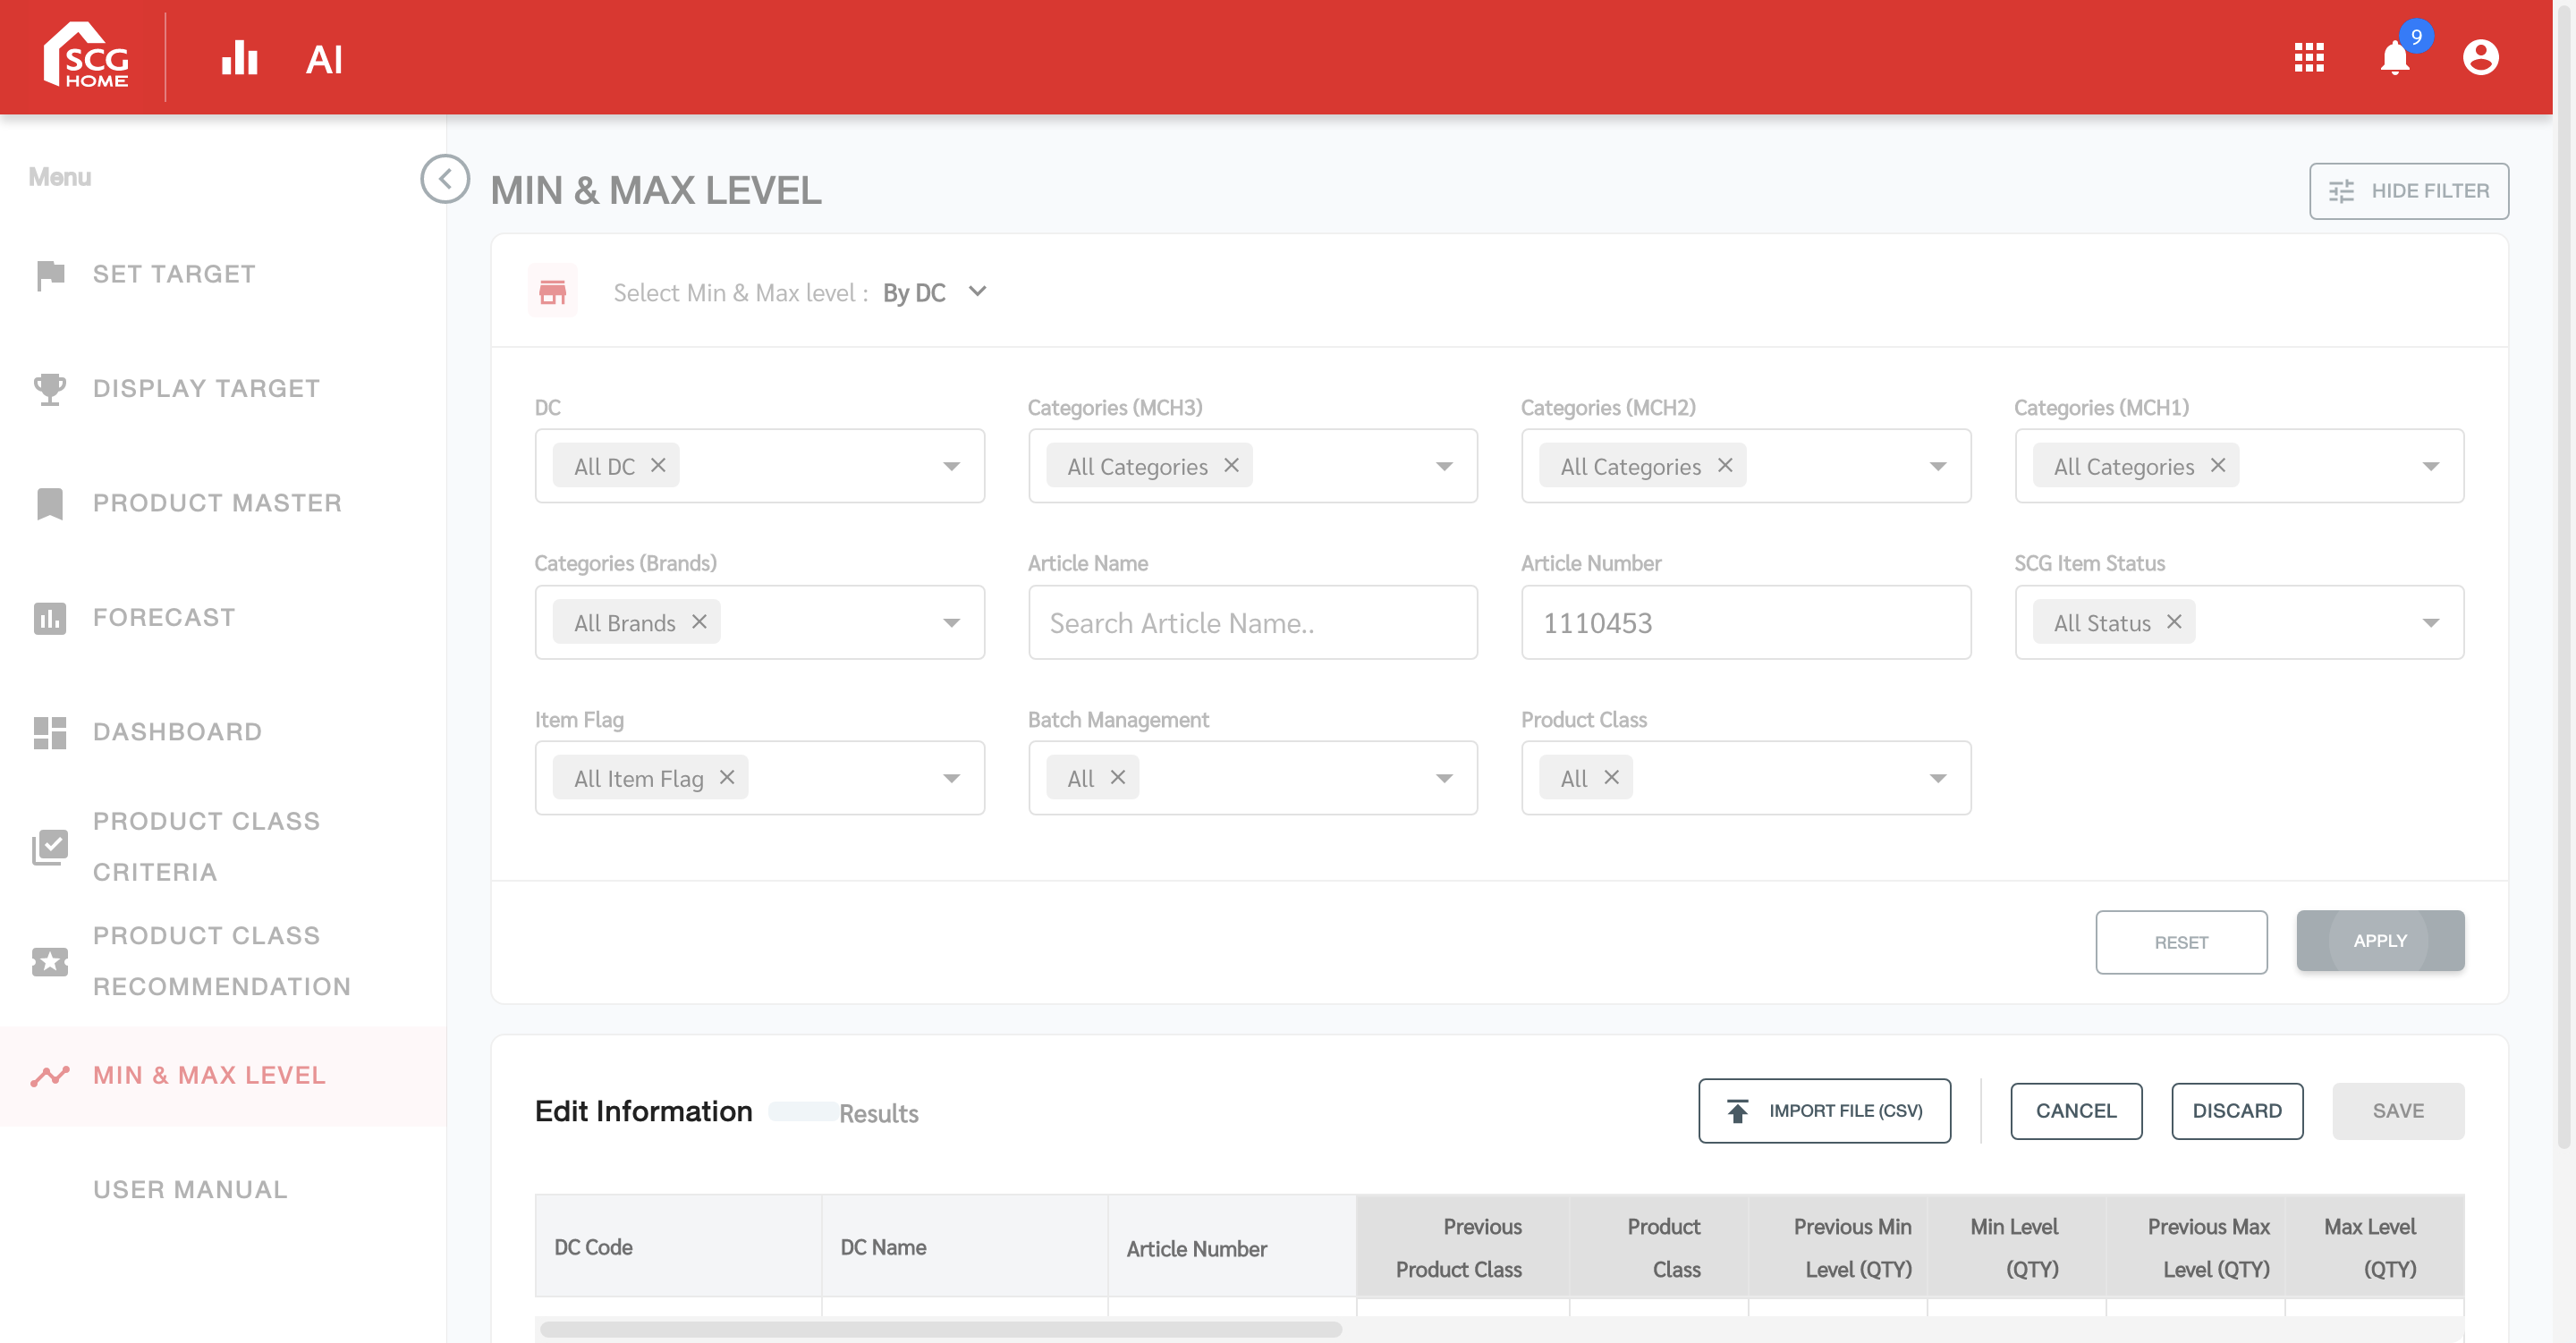 SCG
HOME
AI
9
Menu
MIN & MAX LEVEL
HIDE FILTER
SET TARGET
DISPLAY TARGET
PRODUCT MASTER
FORECAST
DASHBOARD
PRODUCT CLASS
CRITERIA
PRODUCT CLASS
RECOMMENDATION
MIN & MAX LEVEL
USER MANUAL
Select Min & Max level : By DC
DC
Categories (MCH3)
Categories (MCH2)
Categories (MCH1)
All DC
All Categories
All Categories
All Categories
Categories (Brands)
Article Name
Article Number
SCG Item Status
All Brands
Search Article Name..
1110453
All Status
Item Flag
Batch Management
Product Class
All Item Flag
All
All
RESET
APPLY
Edit Information
Results
IMPORT FILE (CSV)
CANCEL
DISCARD
SAVE
DC Code
DC Name
Article Number
Previous
Product Class
Product
Class
Previous Min
Level (QTY)
Min Level
(QTY)
Previous Max
Level (QTY)
Max Level
(QTY)